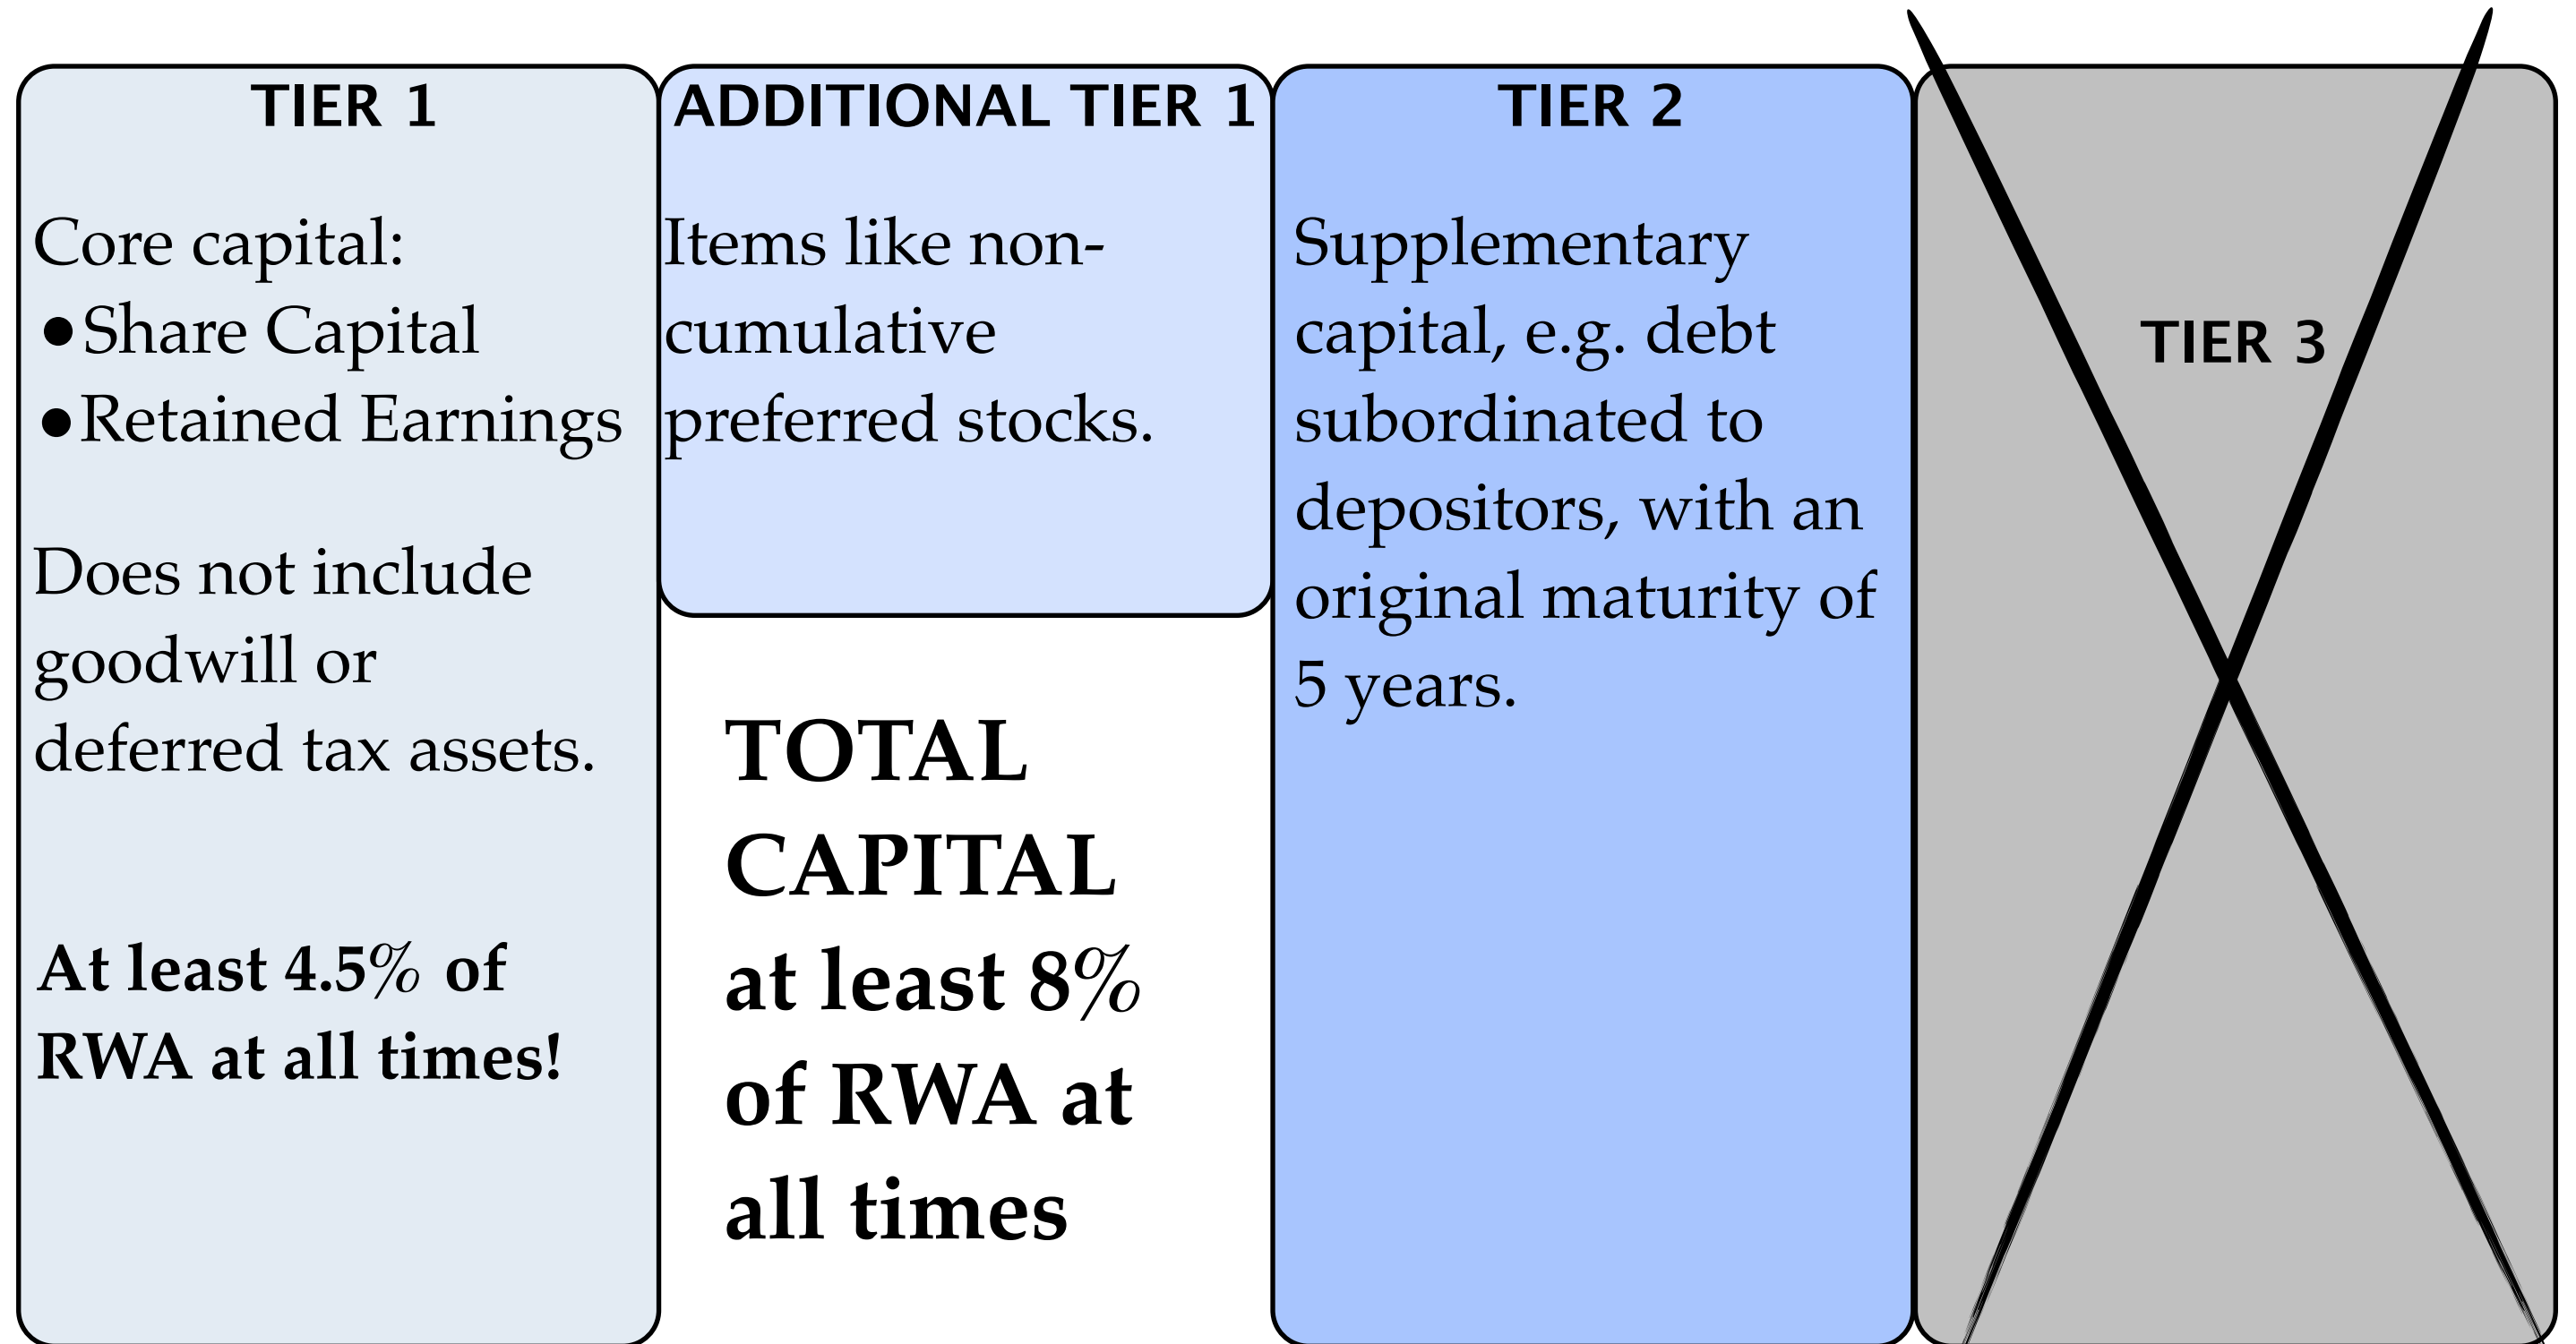 TIER 1
Core capital:
•Share Capital
•Retained Earnings
Does not include
goodwill or
deferred tax assets.
At least 4.5% of
RWA at all times!
ADDITIONAL TIER 1
Items like non-
cumulative
preferred stocks.
TOTAL
CAPITAL
at least 8%
of RWA at
all times
TIER 2
Supplementary
capital, e.g. debt
subordinated to
depositors, with an
original maturity of
5 years.
TIER 3